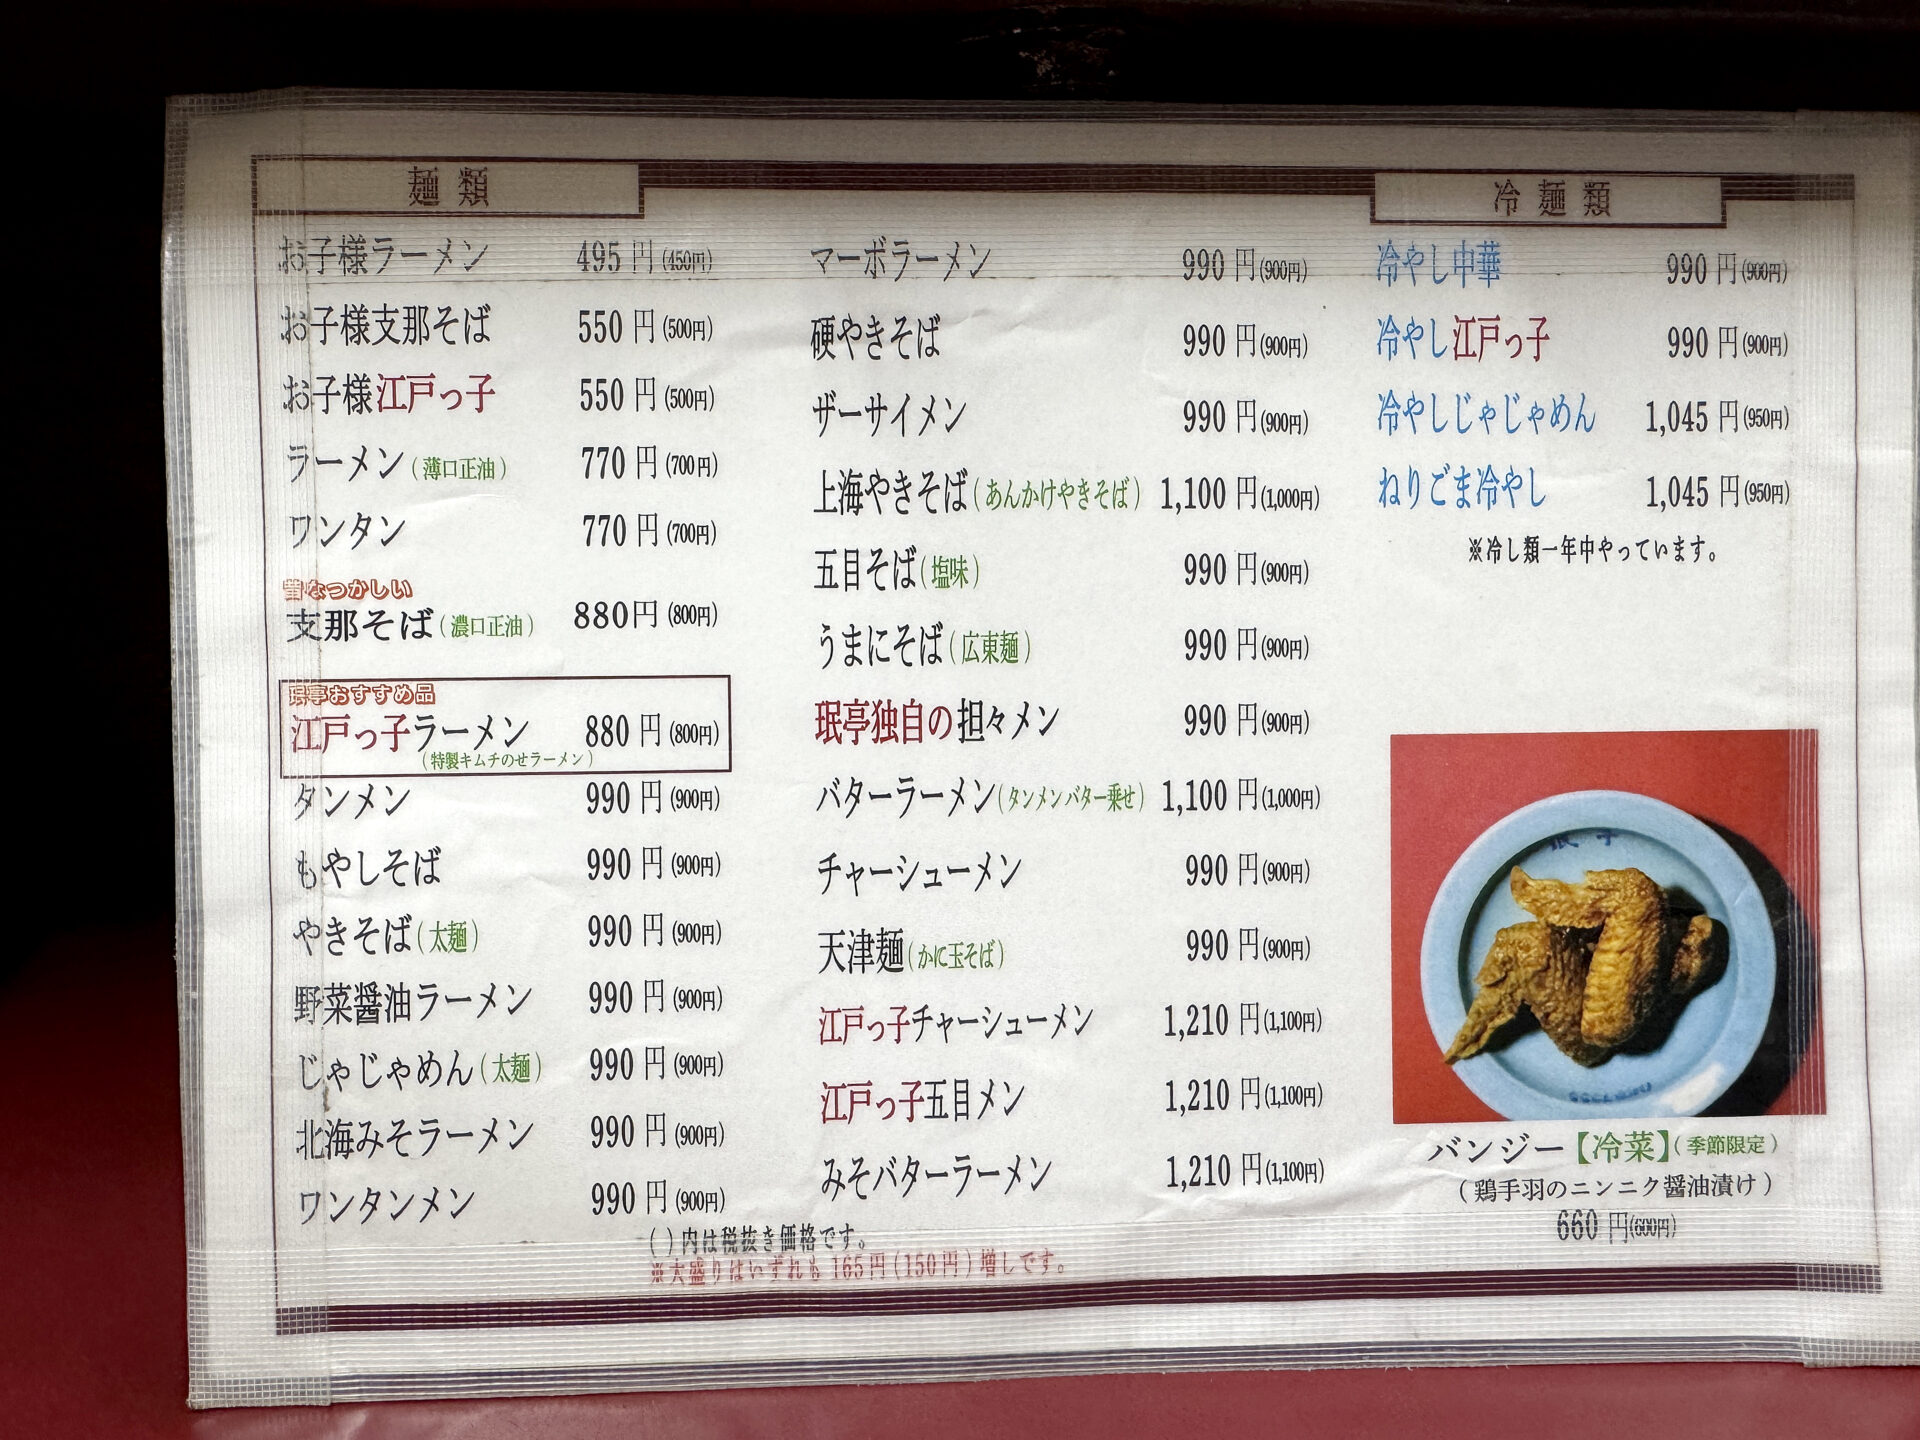 麺類
お子様ラーメン 495円(450円)
お子様支那そば 550円(500円)
お子様江戸っ子 550円(500円)
ラーメン(薄口正油) 770円(700円)
ワンタン 770円(700円)
昔なつかしい
支那そば(濃口正油) 880円(800円)
珉亭おすすめ品
江戸っ子ラーメン 880円(800円)
(特製キムチのせラーメン)
タンメン 990円(900円)
もやしそば 990円(900円)
やきそば(太麺) 990円(900円)
野菜醤油ラーメン 990円(900円)
じゃじゃめん(太麺) 990円(900円)
北海みそラーメン 990円(900円)
ワンタンメン 990円(900円)
マーボラーメン 990円(900円)
硬やきそば 990円(900円)
ザーサイメン 990円(900円)
上海やきそば(あんかけやきそば) 1,100円(1,000円)
五目そば(塩味) 990円(900円)
うまにそば(広東麺) 990円(900円)
珉亭独自の担々メン 990円(900円)
バターラーメン(タンメンバター乗せ) 1,100円(1,000円)
チャーシューメン 990円(900円)
天津麺(かに玉そば) 990円(900円)
江戸っ子チャーシューメン 1,210円(1,100円)
江戸っ子五目メン 1,210円(1,100円)
みそバターラーメン 1,210円(1,100円)
( )内は税抜き価格です。
※大盛りはいずれも165円(150円)増しです。
冷麺類
冷やし中華 990円(900円)
冷やし江戸っ子 990円(900円)
冷やしじゃじゃめん 1,045円(950円)
ねりごま冷やし 1,045円(950円)
※冷し類一年中やっています。
バンジー【冷菜】(季節限定)
(鶏手羽のニンニク醤油漬け)
660円(600円)